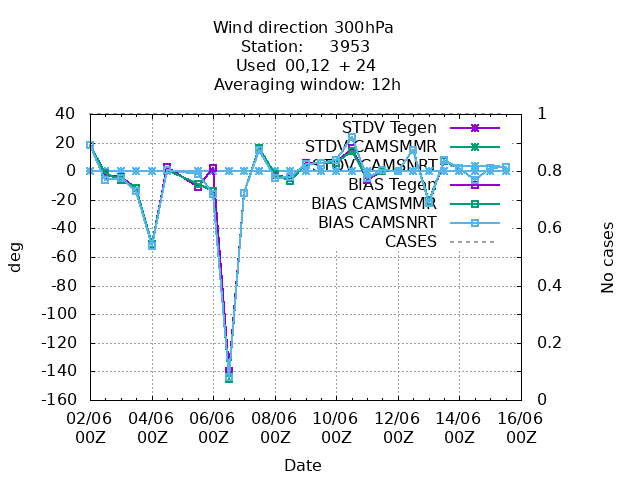 Wind direction 300hPa
Station: 3953
Used 00,12 + 24
Averaging window: 12h
40
20
0
-20
-40
-60
-80
-100
-120
-140
-160
deg
1
0.8
0.6
0.4
0.2
0
No cases
STDV Tegen
STDV CAMSMMR
STDV CAMSNRT
BIAS Tegen
BIAS CAMSMMR
BIAS CAMSNRT
CASES
02/06 04/06 06/06 08/06 10/06 12/06 14/06 16/06
00Z 00Z 00Z 00Z 00Z 00Z 00Z 00Z
Date